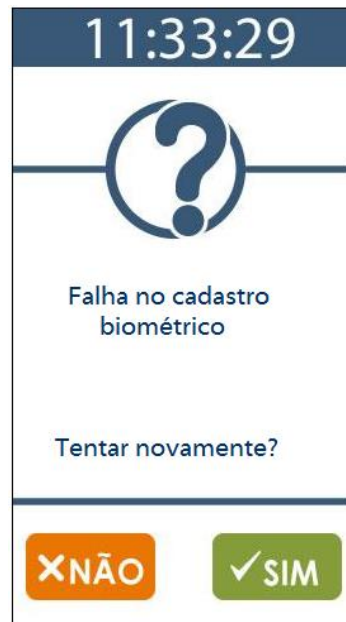 11:33:29
?
Falha no cadastro
biométrico
Tentar novamente?
×NÃO
✓SIM